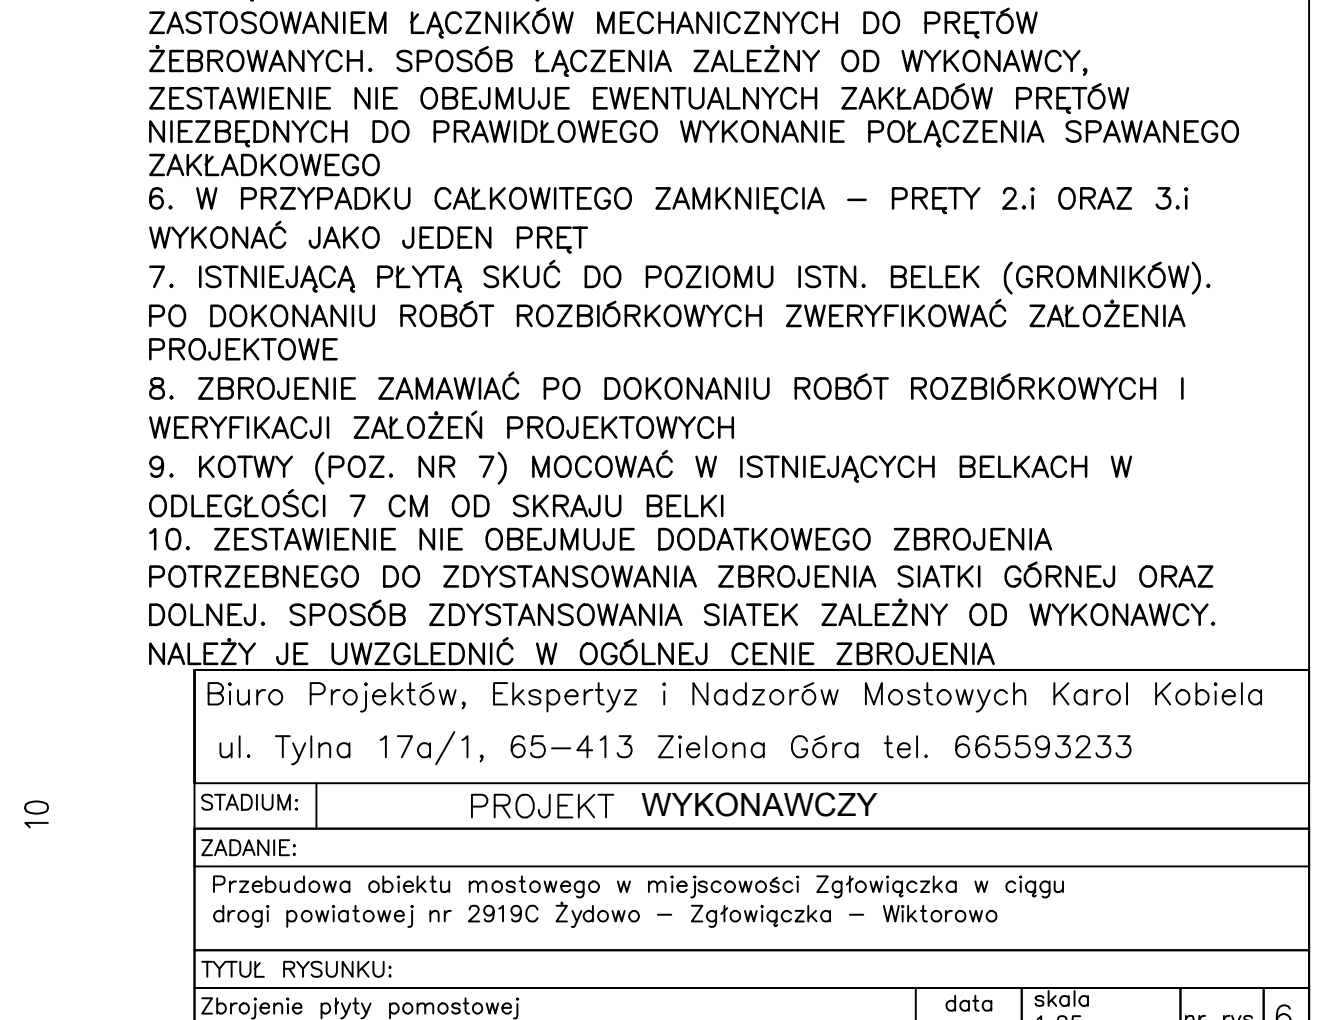 ZASTOSOWANIEM ŁĄCZNIKÓW MECHANICZNYCH DO PRĘTÓW
ŻEBROWANYCH. SPOSÓB ŁĄCZENIA ZALEŻNY OD WYKONAWCY,
ZESTAWIENIE NIE OBEJMUJE EWENTUALNYCH ZAKŁADÓW PRĘTÓW
NIEZBĘDNYCH DO PRAWIDŁOWEGO WYKONANIE POŁĄCZENIA SPAWANEGO
ZAKŁADKOWEGO
6. W PRZYPADKU CAŁKOWITEGO ZAMKNIĘCIA – PRĘTY 2.i ORAZ 3.i
WYKONAĆ JAKO JEDEN PRĘT
7. ISTNIEJĄCĄ PŁYTĄ SKUĆ DO POZIOMU ISTN. BELEK (GROMNIKÓW).
PO DOKONANIU ROBÓT ROZBIÓRKOWYCH ZWERYFIKOWAĆ ZAŁOŻENIA
PROJEKTOWE
8. ZBROJENIE ZAMAWIAĆ PO DOKONANIU ROBÓT ROZBIÓRKOWYCH I
WERYFIKACJI ZAŁOŻEŃ PROJEKTOWYCH
9. KOTWY (POZ. NR 7) MOCOWAĆ W ISTNIEJĄCYCH BELKACH W
ODLEGŁOŚCI 7 CM OD SKRAJU BELKI
10. ZESTAWIENIE NIE OBEJMUJE DODATKOWEGO ZBROJENIA
POTRZEBNEGO DO ZDYSTANSOWANIA ZBROJENIA SIATKI GÓRNEJ ORAZ
DOLNEJ. SPOSÓB ZDYSTANSOWANIA SIATEK ZALEŻNY OD WYKONAWCY.
NALEŻY JE UWZGLEDNIĆ W OGÓLNEJ CENIE ZBROJENIA
Biuro Projektów, Ekspertyz i Nadzorów Mostowych Karol Kobiela
ul. Tylna 17a/1, 65–413 Zielona Góra tel. 665593233
10
STADIUM: PROJEKT WYKONAWCZY
ZADANIE:
Przebudowa obiektu mostowego w miejscowości Zgłowiączka w ciągu
drogi powiatowej nr 2919C Żydowo – Zgłowiączka – Wiktorowo
TYTUŁ RYSUNKU:
Zbrojenie płyty pomostowej data skala nr rys 6